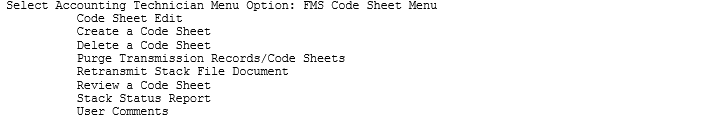 Select Accounting Technician Menu Option: FMS Code Sheet Menu
Code Sheet Edit
Create a Code Sheet
Delete a Code Sheet
Purge Transmission Records/Code Sheets
Retransmit Stack File Document
Review a Code Sheet
Stack Status Report
User Comments